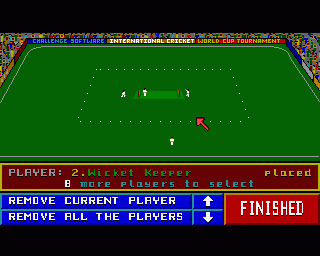 CHALLENGE SOFTWARE INTERNATIONAL CRICKET WORLD CUP TOURNAMENT
PLAYER: 2.Wicket Keeper placed
8 more players to select
REMOVE CURRENT PLAYER
REMOVE ALL THE PLAYERS
FINISHED